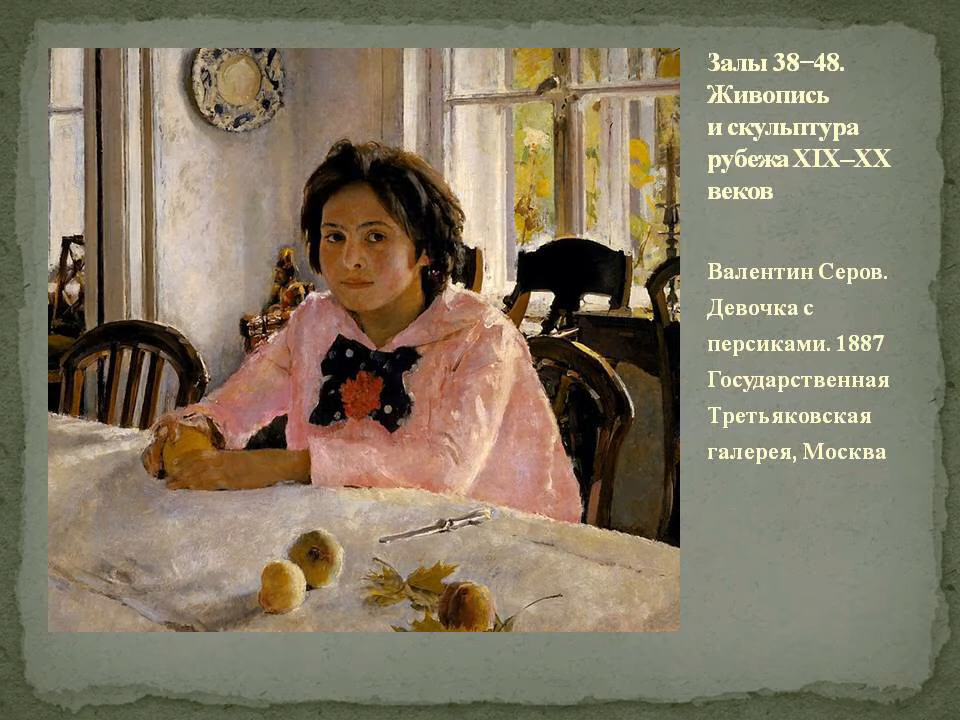 Залы 38–48.
Живопись
и скульптура
рубежа XIX–XX
веков
Валентин Серов.
Девочка с
персиками. 1887
Государственная
Третьяковская
галерея, Москва